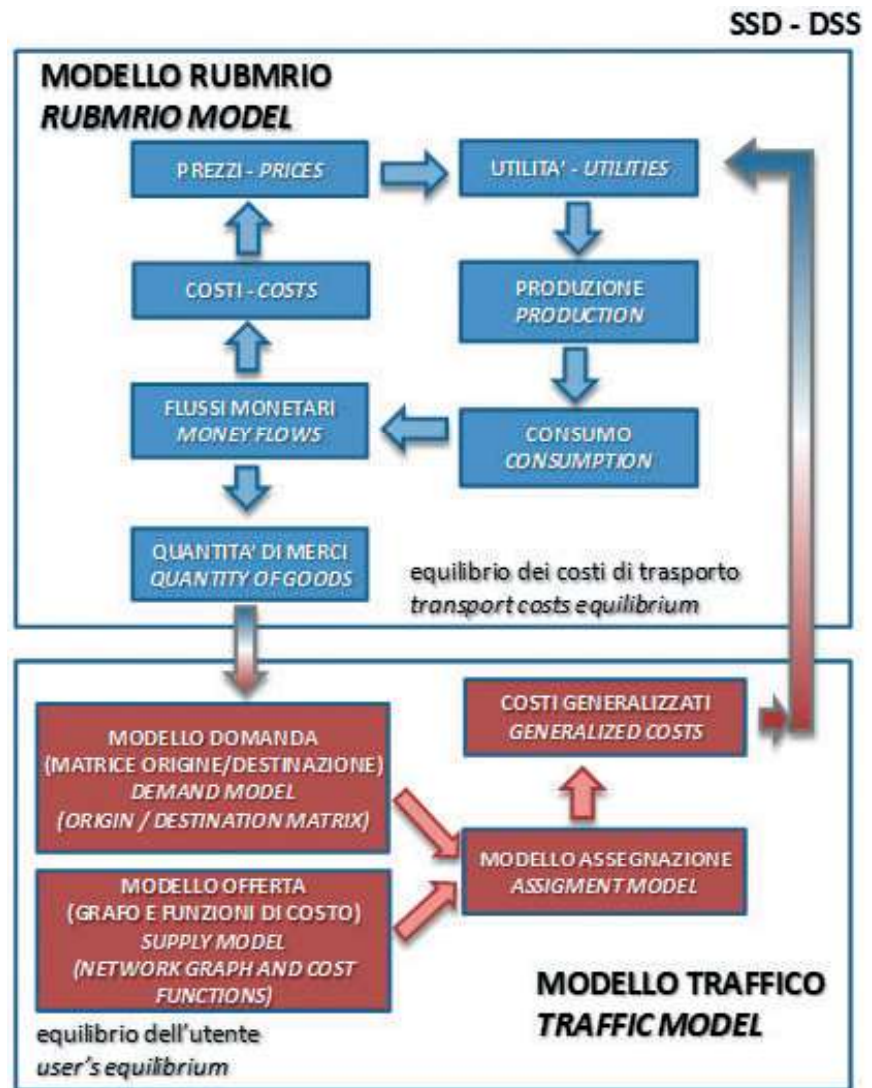 SSD - DSS
MODELLO RUBMRIO
RUBMRIO MODEL
PREZZI - PRICES
UTILITA' - UTILITIES
COSTI - COSTS
PRODUZIONE
PRODUCTION
FLUSSI MONETARI
MONEY FLOWS
CONSUMO
CONSUMPTION
QUANTITA' DI MERCI
QUANTITY OF GOODS
equilibrio dei costi di trasporto
transport costs equilibrium
COSTI GENERALIZZATI
GENERALIZED COSTS
MODELLO DOMANDA
(MATRICE ORIGINE/DESTINAZIONE)
DEMAND MODEL
(ORIGIN / DESTINATION MATRIX)
MODELLO ASSEGNAZIONE
ASSIGMENT MODEL
MODELLO OFFERTA
(GRAFO E FUNZIONI DI COSTO)
SUPPLY MODEL
(NETWORK GRAPH AND COST
FUNCTIONS)
MODELLO TRAFFICO
TRAFFIC MODEL
equilibrio dell'utente
user's equilibrium